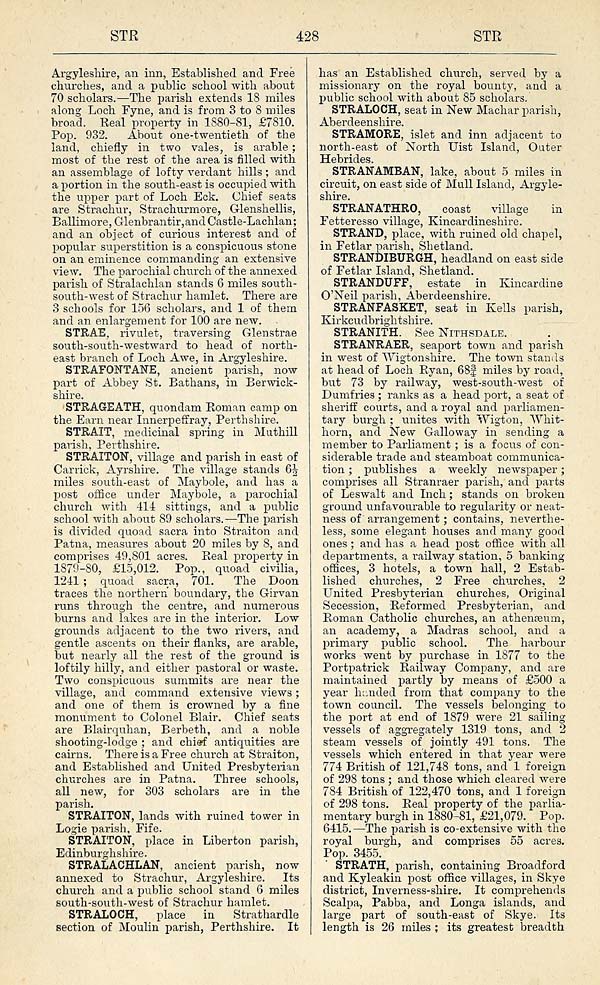 STR 428 STR
Argyleshire, an inn, Established and Free
churches, and a public school with about
70 scholars.—The parish extends 18 miles
along Loch Fyne, and is from 3 to 8 miles
broad. Real property in 1880-81, £7810.
Pop. 932. About one-twentieth of the
land, chiefly in two vales, is arable;
most of the rest of the area is filled with
an assemblage of lofty verdant hills; and
a portion in the south-east is occupied with
the upper part of Loch Eck. Chief seats
are Strachur, Strachurmore, Glenshellis,
Ballimore, Glenbrantir, and Castle-Lachlan;
and an object of curious interest and of
popular superstition is a conspicuous stone
on an eminence commanding an extensive
view. The parochial church of the annexed
parish of Stralachlan stands 6 miles south-
south-west of Strachur hamlet. There are
3 schools for 156 scholars, and 1 of them
and an enlargement for 100 are new.
STRAE, rivulet, traversing Glenstrae
south-south-westward to head of north-
east branch of Loch Awe, in Argyleshire.
STRAFONTANE, ancient parish, now
part of Abbey St. Bathans, in Berwick-
shire.
STRAGEATH, quondam Roman camp on
the Earn near Innerpeffray, Perthshire.
STRAIT, medicinal spring in Muthill
parish, Perthshire.
STRAITON, village and parish in east of
Carrick, Ayrshire. The village stands 6½
miles south-east of Maybole, and has a
post office under Maybole, a parochial
church with 414 sittings, and a public
school with about 89 scholars.—The parish
is divided quoad sacra into Straiton and
Patna, measures about 20 miles by 8, and
comprises 49,801 acres. Real property in
1879-80, £15,012. Pop., quoad civilia,
1241; quoad sacra, 701. The Doon
traces the northern boundary, the Girvan
runs through the centre, and numerous
burns and lakes are in the interior. Low
grounds adjacent to the two rivers, and
gentle ascents on their flanks, are arable,
but nearly all the rest of the ground is
loftily hilly, and either pastoral or waste.
Two conspicuous summits are near the
village, and command extensive views;
and one of them is crowned by a fine
monument to Colonel Blair. Chief seats
are Blairquhan, Berbeth, and a noble
shooting-lodge; and chief antiquities are
cairns. There is a Free church at Straiton,
and Established and United Presbyterian
churches are in Patna. Three schools,
all new, for 303 scholars are in the
parish.
STRAITON, lands with ruined tower in
Logie parish, Fife.
STRAITON, place in Liberton parish,
Edinburghshire.
STRALACHLAN, ancient parish, now
annexed to Strachur, Argyleshire. Its
church and a public school stand 6 miles
south-south-west of Strachur hamlet.
STRALOCH, place in Strathardle
section of Moulin parish, Perthshire. It
has an Established church, served by a
missionary on the royal bounty, and a
public school with about 85 scholars.
STRALOCH, seat in New Machar parish,
Aberdeenshire.
STRAMORE, islet and inn adjacent to
north-east of North Uist Island, Outer
Hebrides.
STRANAMBAN, lake, about 5 miles in
circuit, on east side of Mull Island, Argyle-
shire.
STRANATHRO, coast village in
Fetteresso village, Kincardineshire.
STRAND, place, with ruined old chapel,
in Fetlar parish, Shetland.
STRANDIBURGH, headland on east side
of Fetlar Island, Shetland.
STRANDUFF, estate in Kincardine
O'Neil parish, Aberdeenshire.
STRANFASKET, seat in Kells parish,
Kirkcudbrightshire.
STRANITH. See NITHSDALE.
STRANRAER, seaport town and parish
in west of Wigtonshire. The town stands
at head of Loch Ryan, 68¾ miles by road,
but 73 by railway, west-south-west of
Dumfries; ranks as a head port, a seat of
sheriff courts, and a royal and parliamen-
tary burgh; unites with Wigton, Whit-
horn, and New Galloway in sending a
member to Parliament; is a focus of con-
siderable trade and steamboat communica-
tion; publishes a weekly newspaper;
comprises all Stranraer parish, and parts
of Leswalt and Inch; stands on broken
ground unfavourable to regularity or neat-
ness of arrangement; contains, neverthe-
less, some elegant houses and many good
ones; and has a head post office with all
departments, a railway station, 5 banking
offices, 3 hotels, a town hall, 2 Estab-
lished churches, 2 Free churches, 2
United Presbyterian churches, Original
Secession, Reformed Presbyterian, and
Roman Catholic churches, an athenæum,
an academy, a Madras school, and a
primary public school. The harbour
works went by purchase in 1877 to the
Portpatrick Railway Company, and are
maintained partly by means of £500 a
year handed from that company to the
town council. The vessels belonging to
the port at end of 1879 were 21 sailing
vessels of aggregately 1319 tons, and 2
steam vessels of jointly 491 tons. The
vessels which entered in that year were
774 British of 121,748 tons, and 1 foreign
of 298 tons; and those which cleared were
784 British of 122,470 tons, and 1 foreign
of 298 tons. Real property of the parlia-
mentary burgh in 1880-81, £21,079. Pop.
6415.—The parish is co-extensive with the
royal burgh, and comprises 55 acres.
Pop. 3455.
STRATH, parish, containing Broadford
and Kyleakin post office villages, in Skye
district, Inverness-shire. It comprehends
Scalpa, Pabba, and Longa islands, and
large part of south-east of Skye. Its
length is 26 miles; its greatest breadth